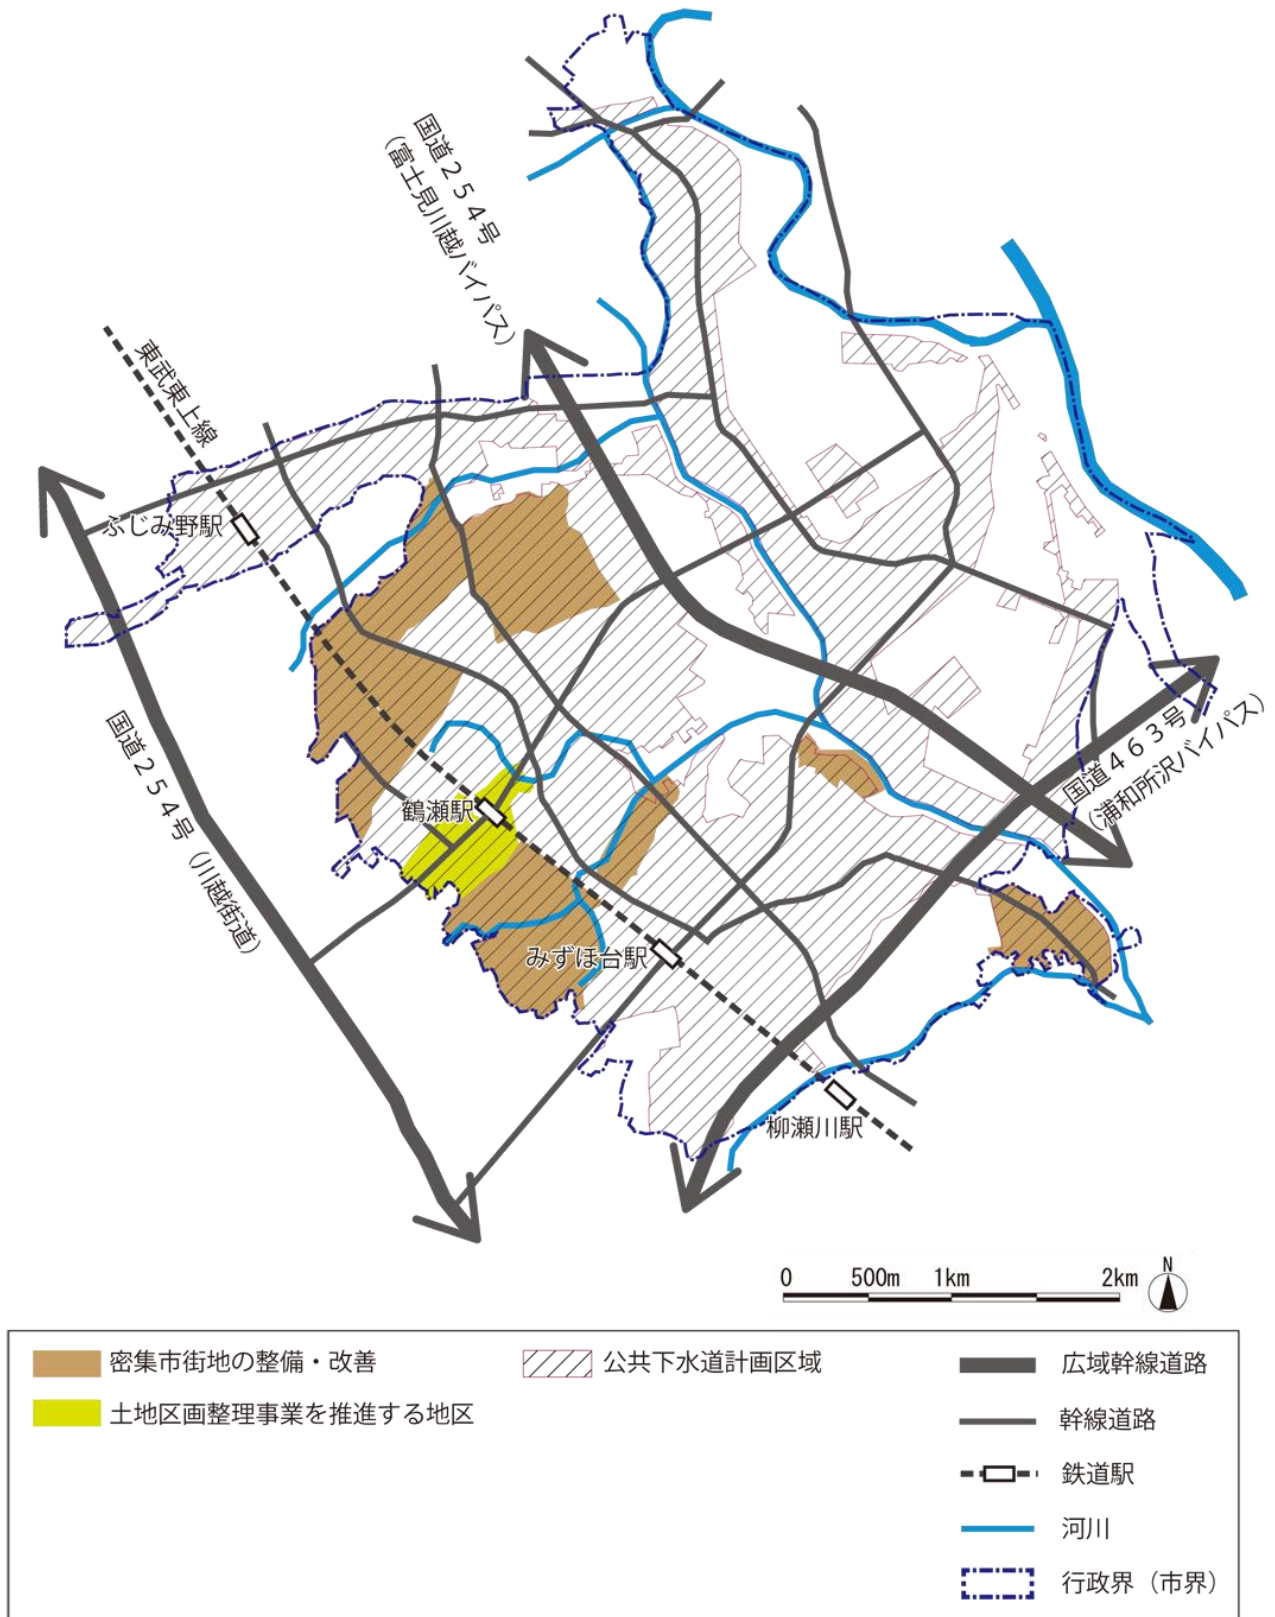 国道２５４号
（富士見川越バイパス）
東武東上線
ふじみ野駅
国道２５４号（川越街道）
鶴瀬駅
国道４６３号
（浦和所沢バイパス）
みずほ台駅
柳瀬川駅
0 500m 1km 2km
N
密集市街地の整備・改善
土地区画整理事業を推進する地区
公共下水道計画区域
広域幹線道路
幹線道路
鉄道駅
河川
行政界（市界）